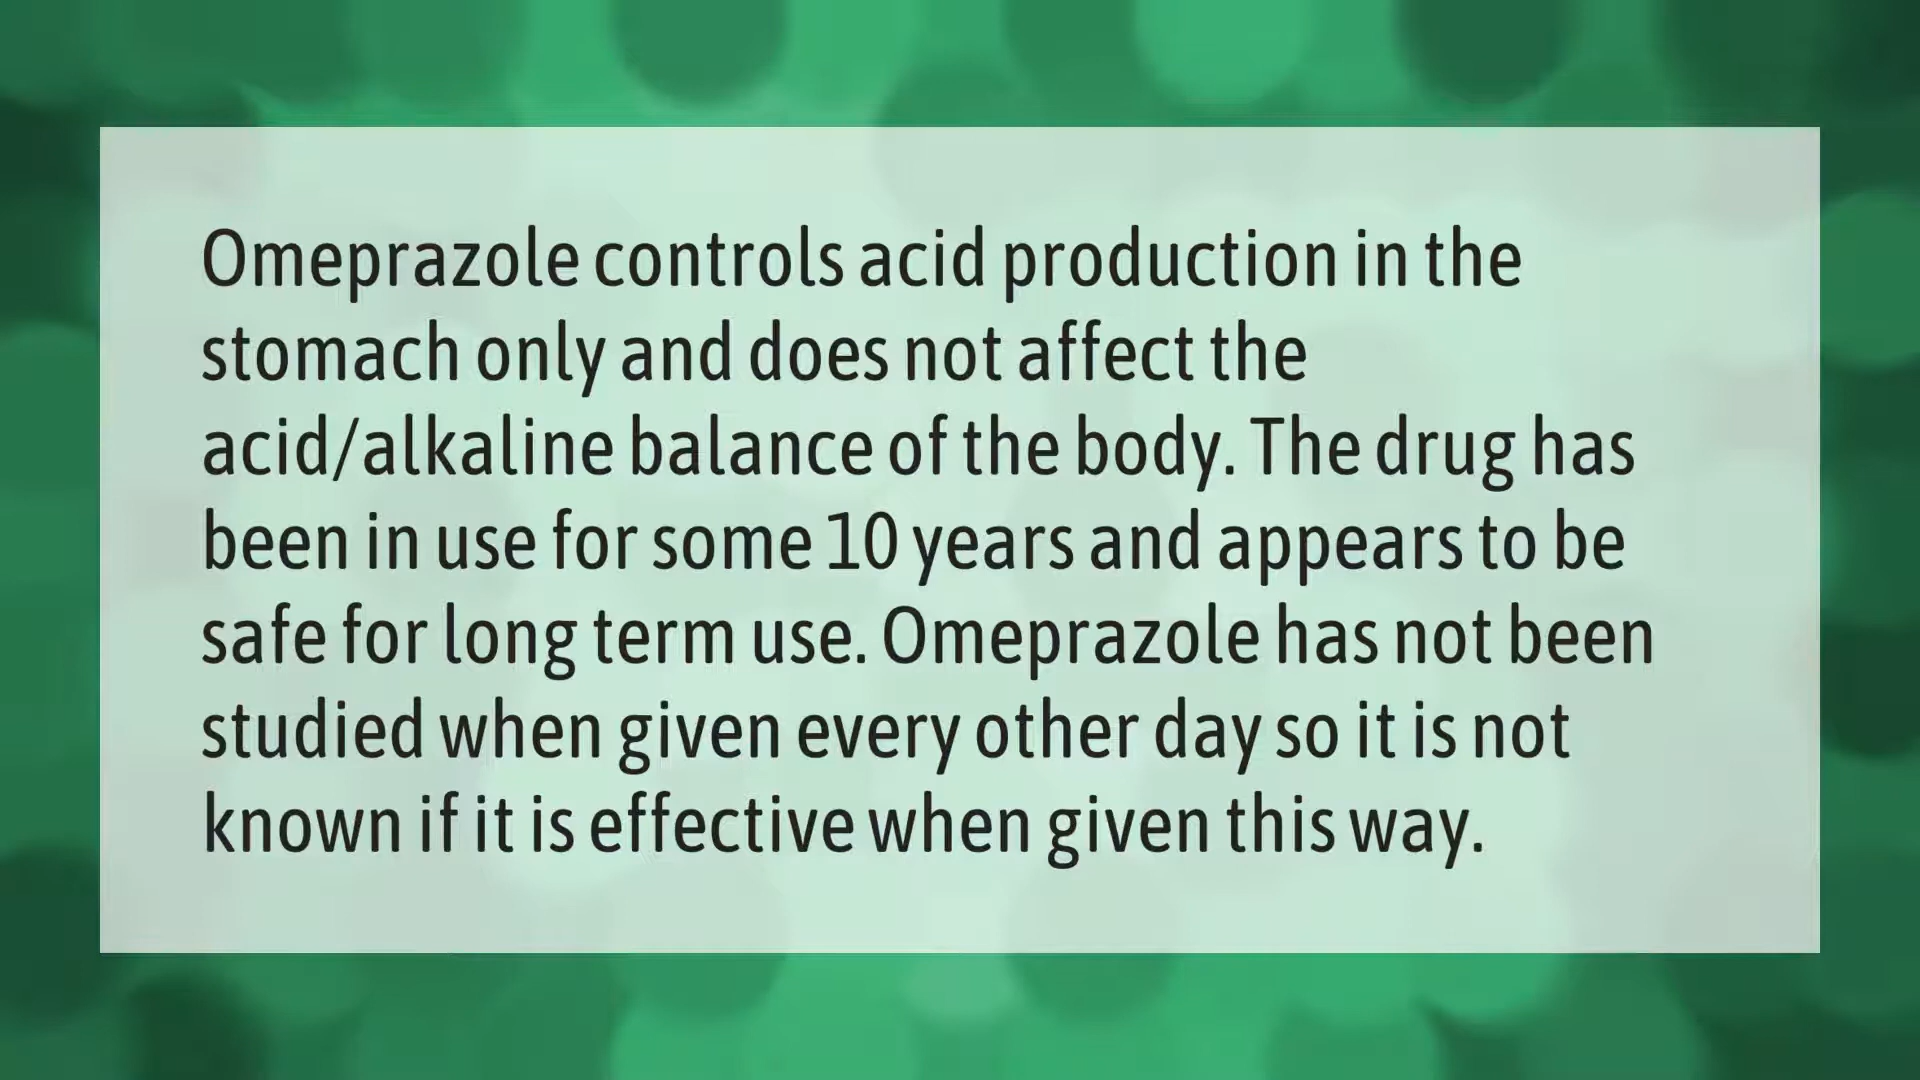 Omeprazole controls acid production in the
stomach only and does not affect the
acid/alkaline balance of the body. The drug has
been in use for some 10 years and appears to be
safe for long term use. Omeprazole has not been
studied when given every other day so it is not
known if it is effective when given this way.